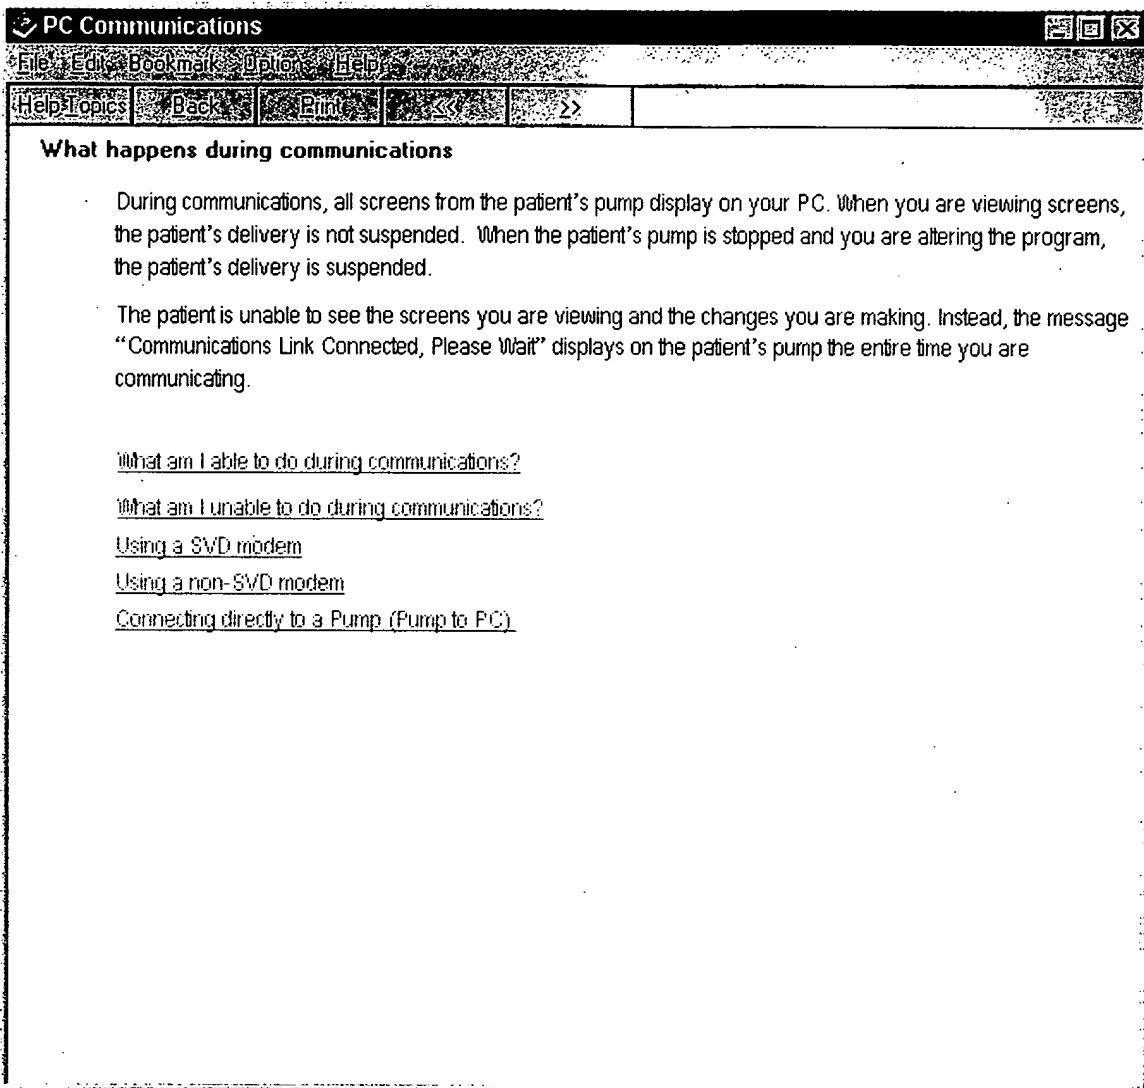 PC Communications
File Edit Bookmark Options Help
Help Topics Back Print << >>
What happens during communications
During communications, all screens from the patient's pump display on your PC. When you are viewing screens,
the patient's delivery is not suspended. When the patient's pump is stopped and you are altering the program,
the patient's delivery is suspended.
The patient is unable to see the screens you are viewing and the changes you are making. Instead, the message
"Communications Link Connected, Please Wait" displays on the patient's pump the entire time you are
communicating.
What am I able to do during communications?
What am I unable to do during communications?
Using a SVD modem
Using a non-SVD modem
Connecting directly to a Pump (Pump to PC)